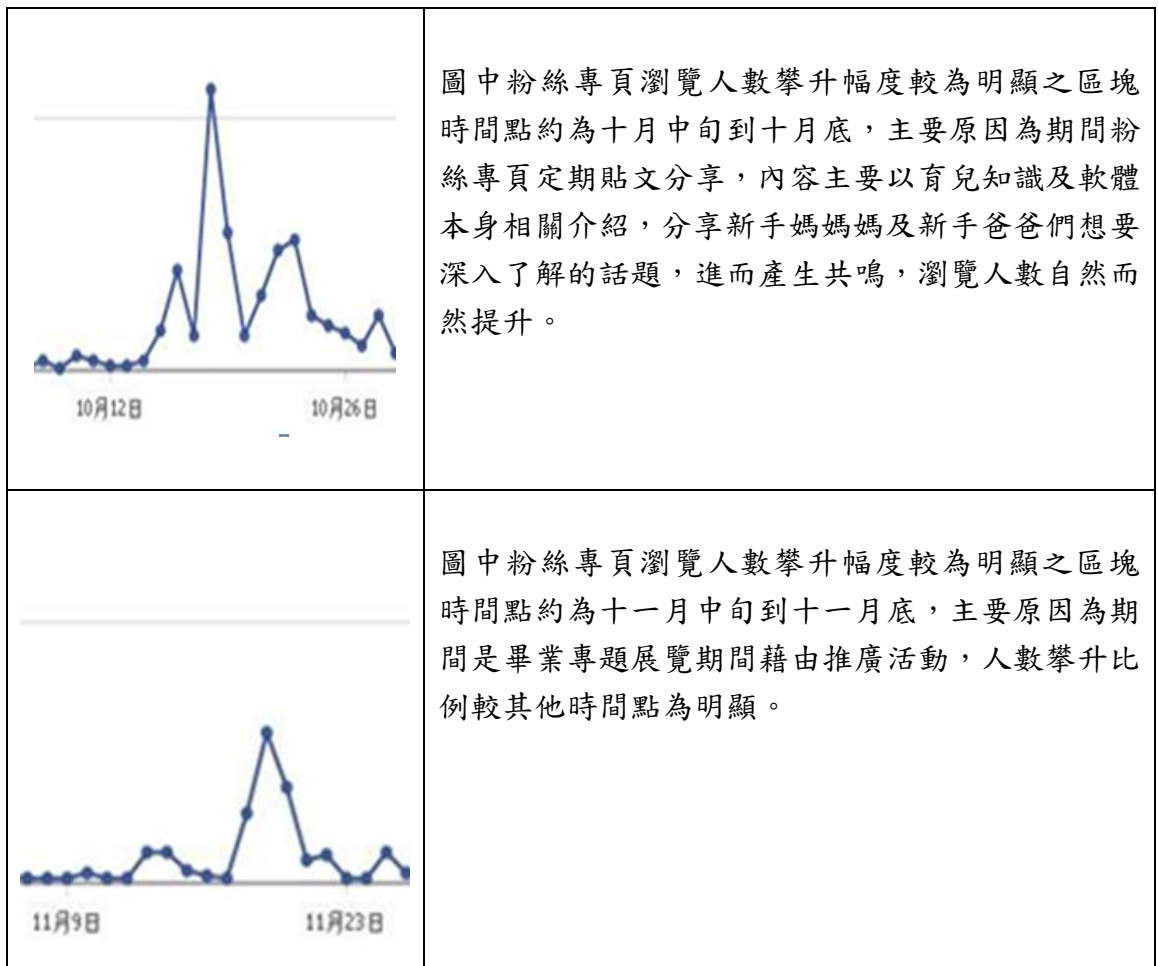 圖中粉絲專頁瀏覽人數攀升幅度較為明顯之區塊
時間點約為十月中旬到十月底，主要原因為期間粉
絲專頁定期貼文分享，內容主要以育兒知識及軟體
本身相關介紹，分享新手媽媽媽及新手爸爸們想要
深入了解的話題，進而產生共鳴，瀏覽人數自然而
然提升。
10月12日
10月26日
圖中粉絲專頁瀏覽人數攀升幅度較為明顯之區塊
時間點約為十一月中旬到十一月底，主要原因為期
間是畢業專題展覽期間藉由推廣活動，人數攀升比
例較其他時間點為明顯。
11月9日
11月23日